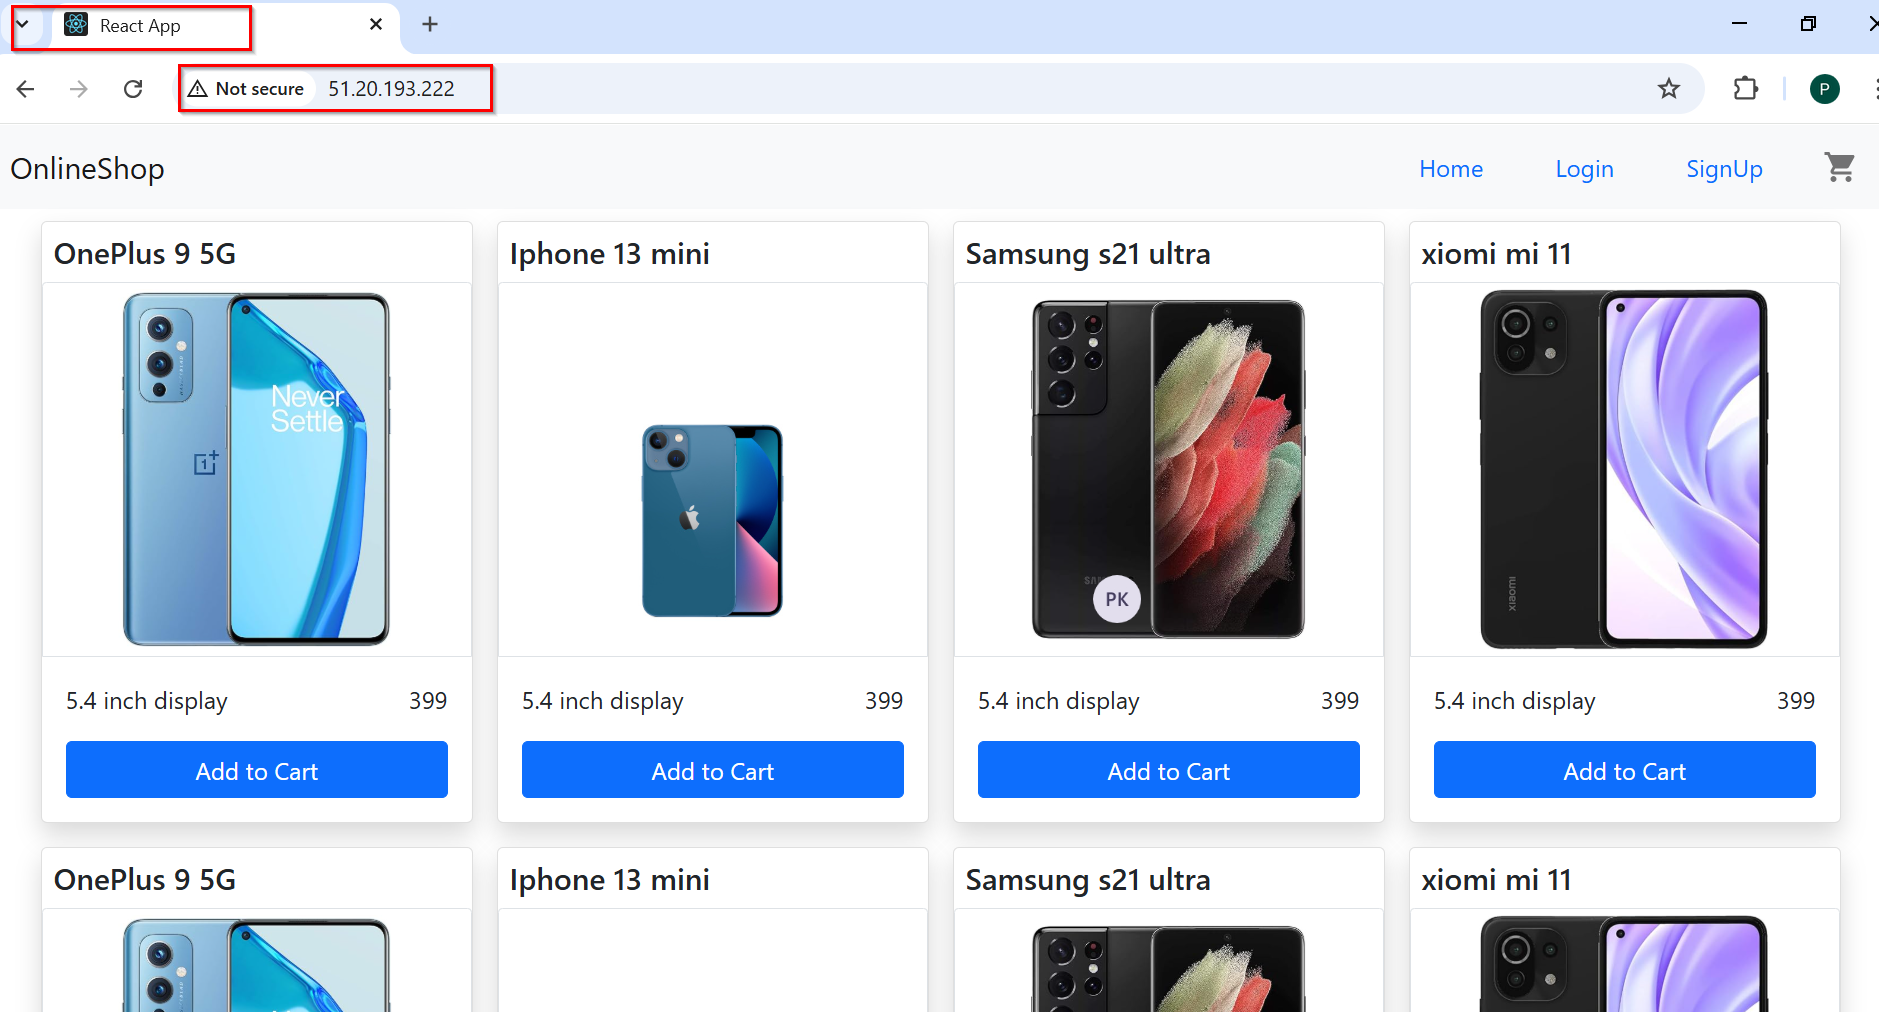 React App
Not secure 51.20.193.222
P
OnlineShop
Home Login SignUp
OnePlus 9 5G
Iphone 13 mini
Samsung s21 ultra
xiomi mi 11
Never
Settle
1+
PK
xiaomi
5.4 inch display 399
5.4 inch display 399
5.4 inch display 399
5.4 inch display 399
Add to Cart
Add to Cart
Add to Cart
Add to Cart
OnePlus 9 5G
Iphone 13 mini
Samsung s21 ultra
xiomi mi 11